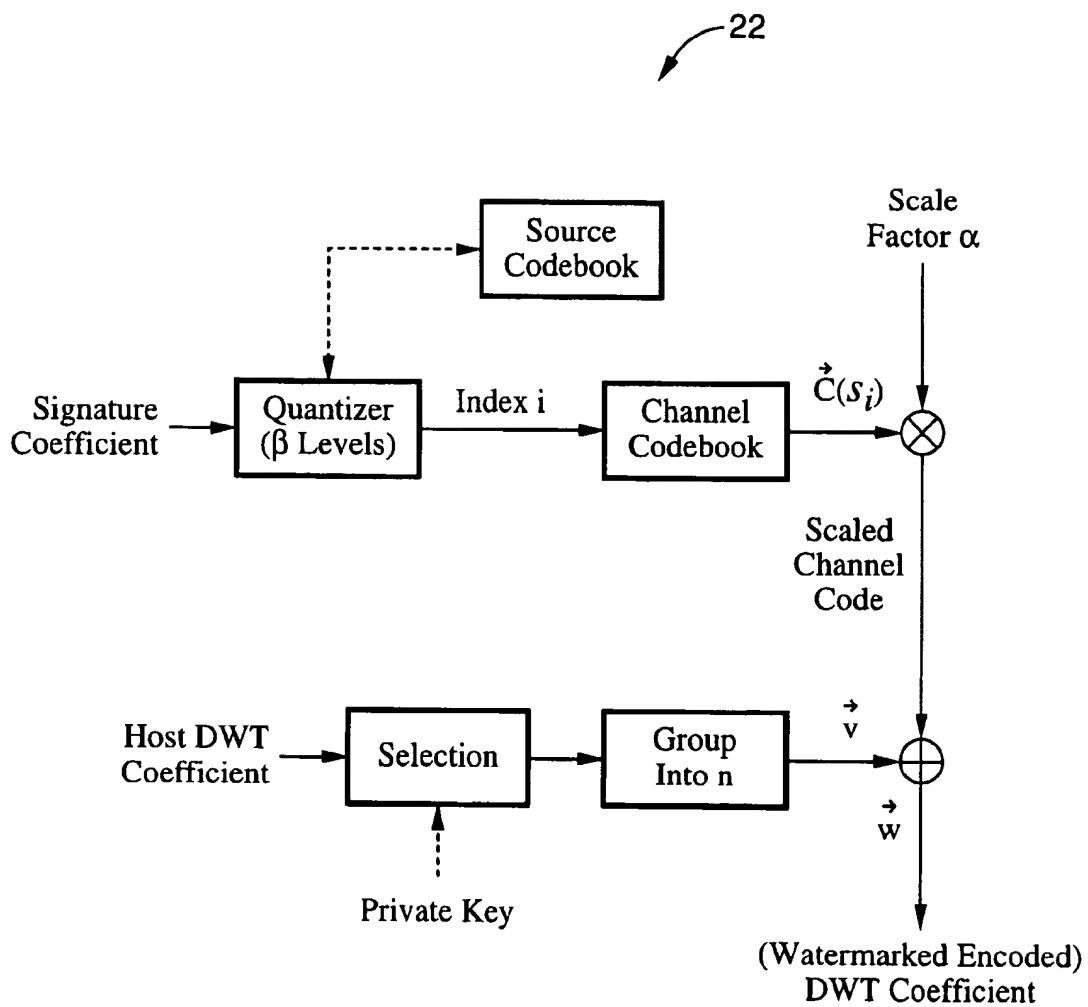 22
Source
Codebook
Scale
Factor α
Signature
Coefficient
Quantizer
(β Levels)
Index i
Channel
Codebook
C⃗(Sᵢ)
Scaled
Channel
Code
Host DWT
Coefficient
Selection
Group
Into n
v⃗
w⃗
Private Key
(Watermarked Encoded)
DWT Coefficient